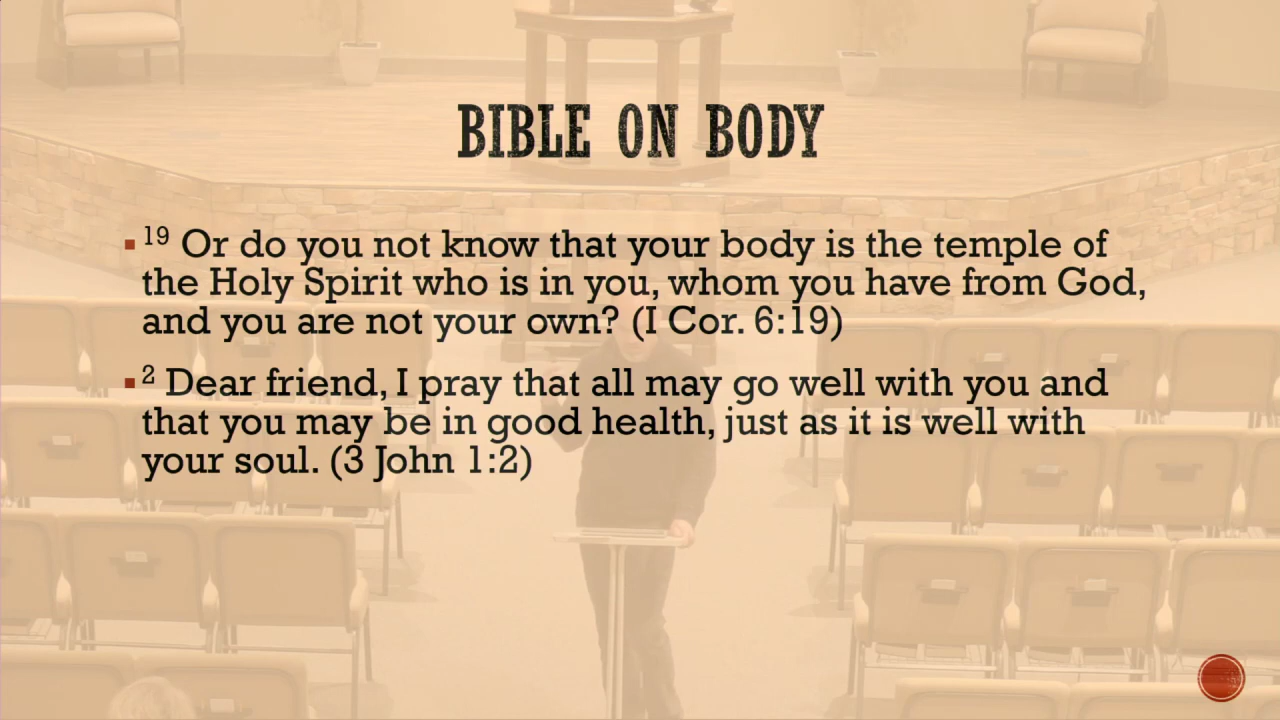 BIBLE ON BODY
19 Or do you not know that your body is the temple of
the Holy Spirit who is in you, whom you have from God,
and you are not your own? (I Cor. 6:19)
2 Dear friend, I pray that all may go well with you and
that you may be in good health, just as it is well with
your soul. (3 John 1:2)